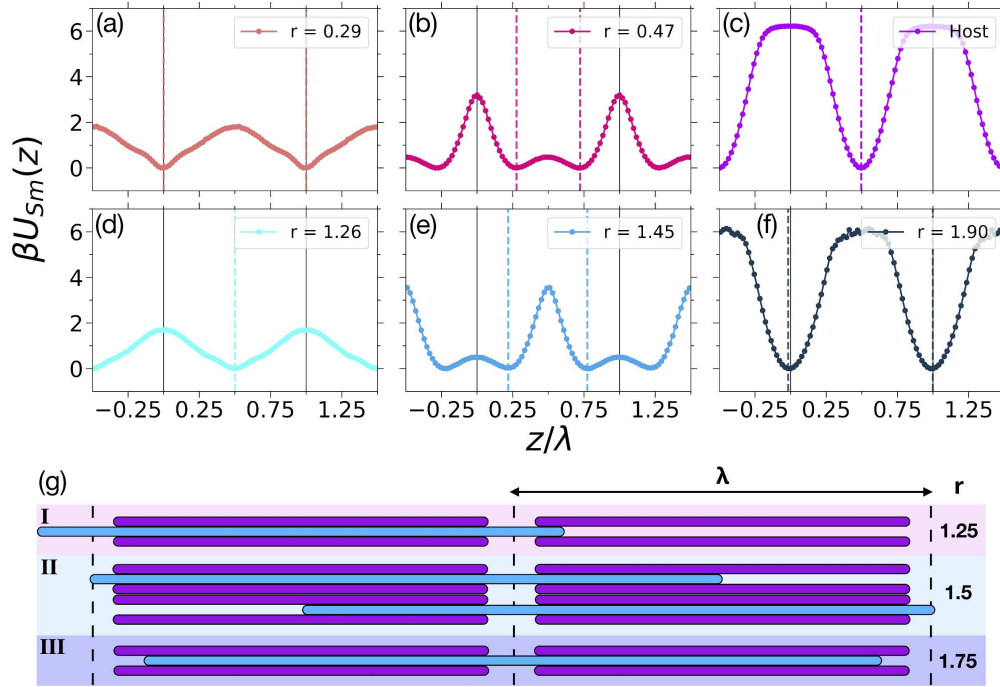 (a)
r = 0.29
(b)
r = 0.47
(c)
Host
6
4
2
0
(d)
r = 1.26
(e)
r = 1.45
(f)
r = 1.90
6
4
2
0
βU_{Sm}(z)
−0.25 0.25 0.75 1.25
−0.25 0.25 0.75 1.25
−0.25 0.25 0.75 1.25
z/λ
(g)
λ
r
I
1.25
II
1.5
III
1.75